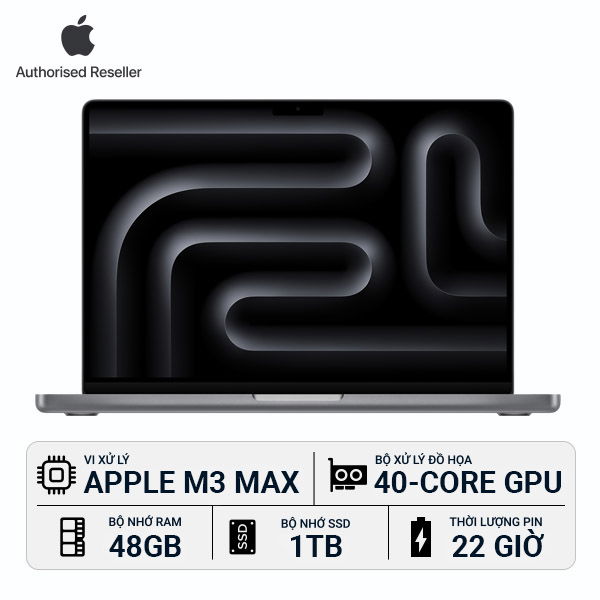 Authorised Reseller
VI XỬ LÝ
APPLE M3 MAX
BỘ XỬ LÝ ĐỒ HỌA
40-CORE GPU
BỘ NHỚ RAM
48GB
SSD
BỘ NHỚ SSD
1TB
THỜI LƯỢNG PIN
22 GIỜ